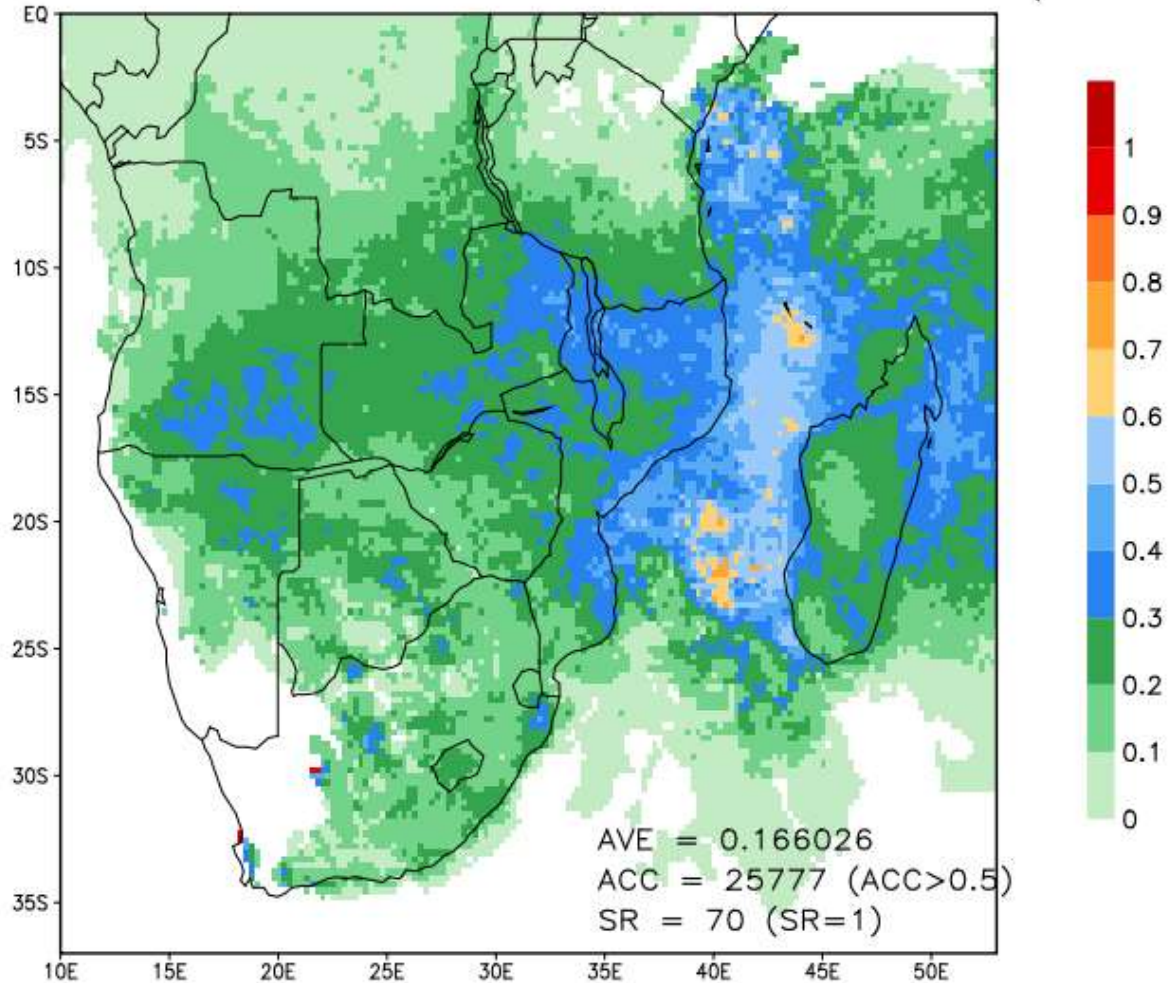 EQ
5S
10S
15S
20S
25S
30S
35S
10E 15E 20E 25E 30E 35E 40E 45E 50E
1
0.9
0.8
0.7
0.6
0.5
0.4
0.3
0.2
0.1
0
AVE = 0.166026
ACC = 25777 (ACC>0.5)
SR = 70 (SR=1)